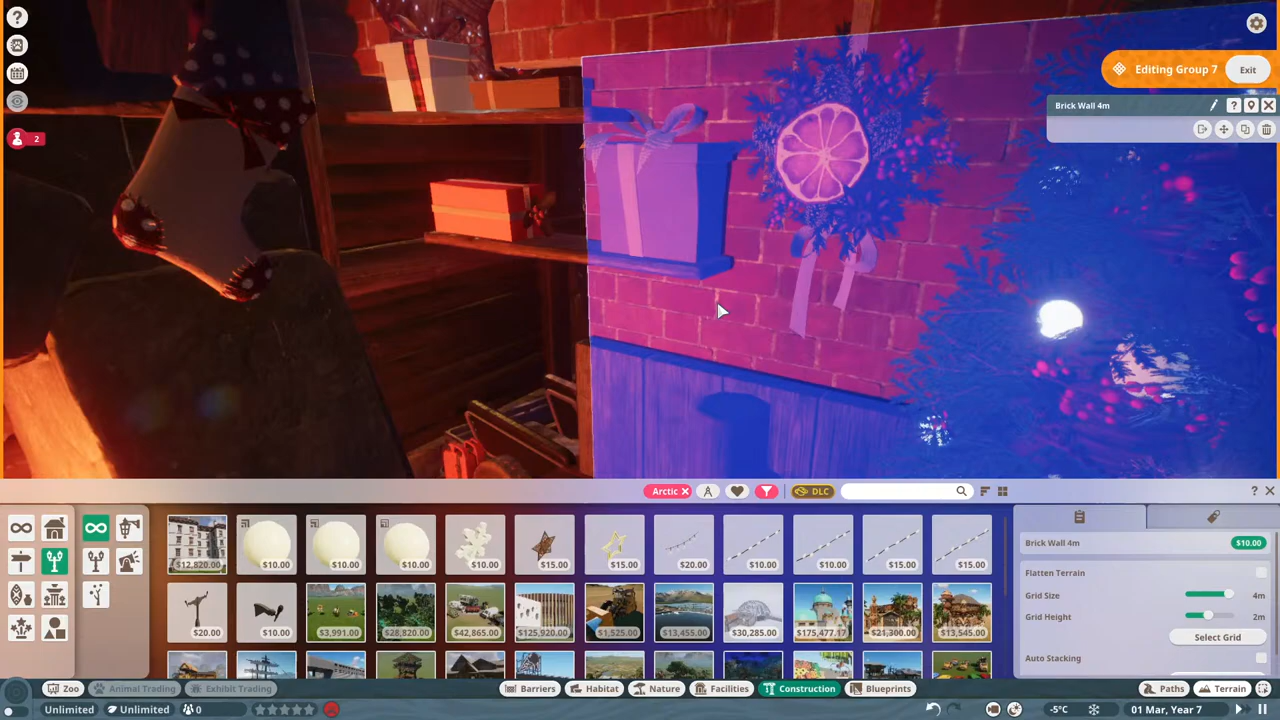 ?
Editing Group 7
Exit
Brick Wall 4m
?
2
Arctic ×
DLC
?
$12,820.00
$10.00
$10.00
$10.00
$10.00
$15.00
$15.00
$20.00
$10.00
$10.00
$15.00
$15.00
$20.00
$10.00
$3,991.00
$28,820.00
$42,865.00
$125,920.00
$1,525.00
$13,455.00
$30,285.00
$175,477.17
$21,300.00
$13,545.00
Brick Wall 4m
$10.00
Flatten Terrain
Grid Size
4m
Grid Height
2m
Select Grid
Auto Stacking
Zoo
Animal Trading
Exhibit Trading
Barriers
Habitat
Nature
Facilities
Construction
Blueprints
Paths
Terrain
Unlimited
Unlimited
0
-5°C
01 Mar, Year 7